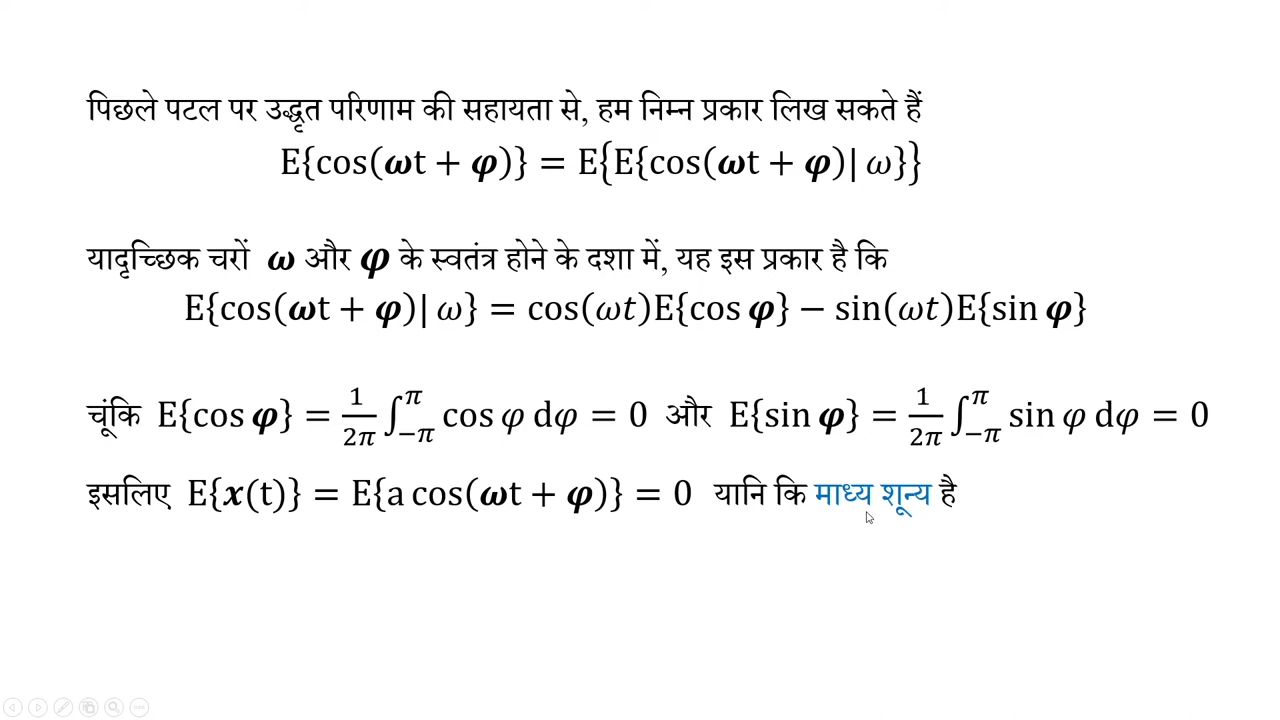 पिछले पटल पर उद्धृत परिणाम की सहायता से, हम निम्न प्रकार लिख सकते हैं
E{cos(𝝎t + 𝝋)} = E{E{cos(𝝎t + 𝝋)| 𝜔}}
यादृच्छिक चरों 𝝎 और 𝝋 के स्वतंत्र होने के दशा में, यह इस प्रकार है कि
E{cos(𝝎t + 𝝋)| 𝜔} = cos(𝜔𝑡)E{cos 𝝋} − sin(𝜔𝑡)E{sin 𝝋}
चूंकि E{cos 𝝋} = 1/2π ∫_{−π}^{π} cos 𝜑 d𝜑 = 0 और E{sin 𝝋} = 1/2π ∫_{−π}^{π} sin 𝜑 d𝜑 = 0
इसलिए E{𝒙(t)} = E{a cos(𝝎t + 𝝋)} = 0 यानि कि माध्य शून्य है